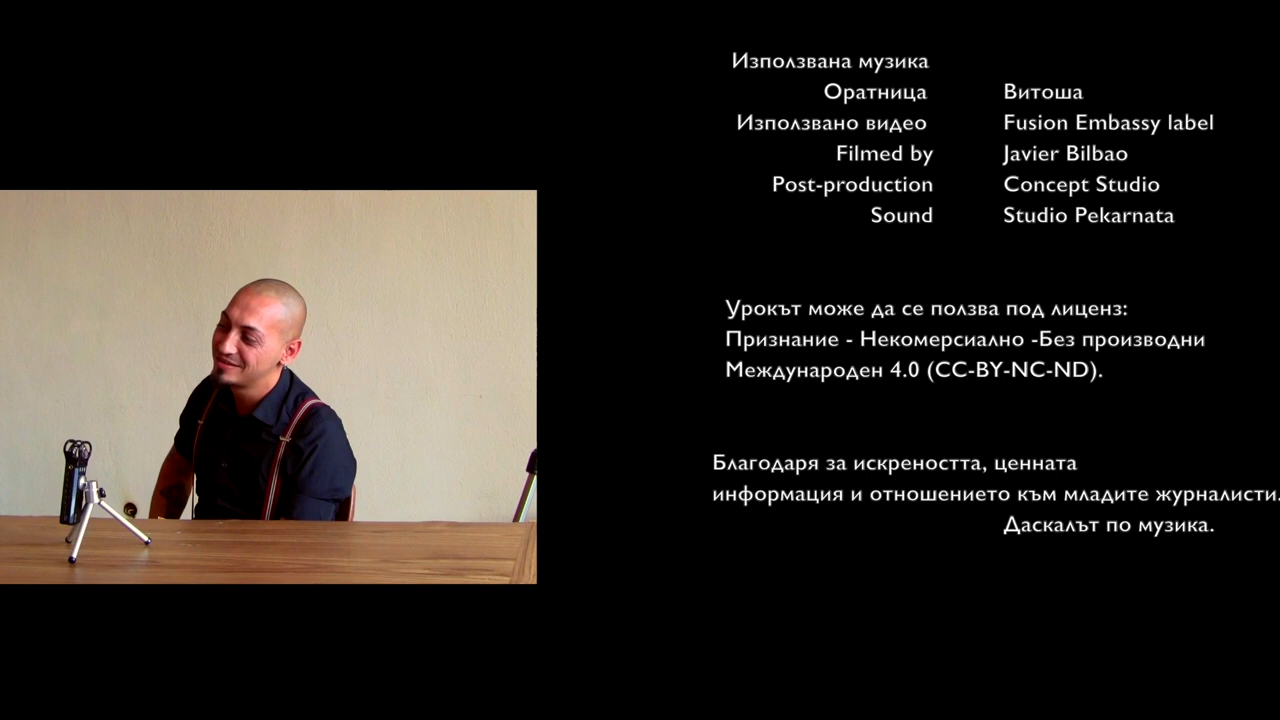 Използвана музика
Оратница Витоша
Използвано видео Fusion Embassy label
Filmed by Javier Bilbao
Post-production Concept Studio
Sound Studio Pekarnata
Урокът може да се ползва под лиценз:
Признание - Некомерсиално -Без производни
Международен 4.0 (CC-BY-NC-ND).
Благодаря за искреността, ценната
информация и отношението към младите журналисти.
Даскалът по музика.